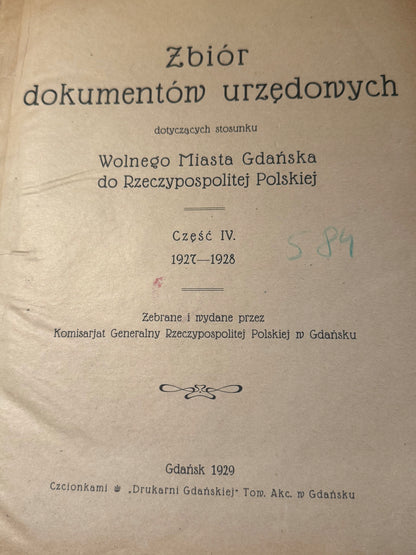 Zbiór
dokumentów urzędowych
dotyczących stosunku
Wolnego Miasta Gdańska
do Rzeczypospolitej Polskiej
Część IV.
1927—1928
S 84
Zebrane i wydane przez
Komisarjat Generalny Rzeczypospolitej Polskiej w Gdańsku
Gdańsk 1929
Czcionkami „Drukarni Gdańskiej" Tow. Akc. w Gdańsku